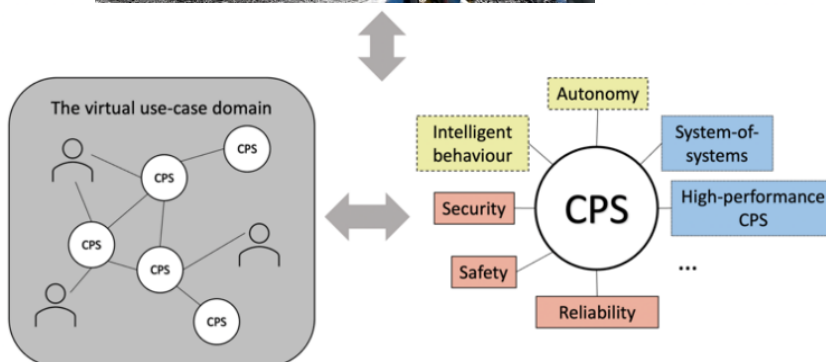 The virtual use-case domain
CPS
CPS
CPS
CPS
CPS
Autonomy
Intelligent
behaviour
System-of-
systems
Security
CPS
High-performance
CPS
Safety
...
Reliability